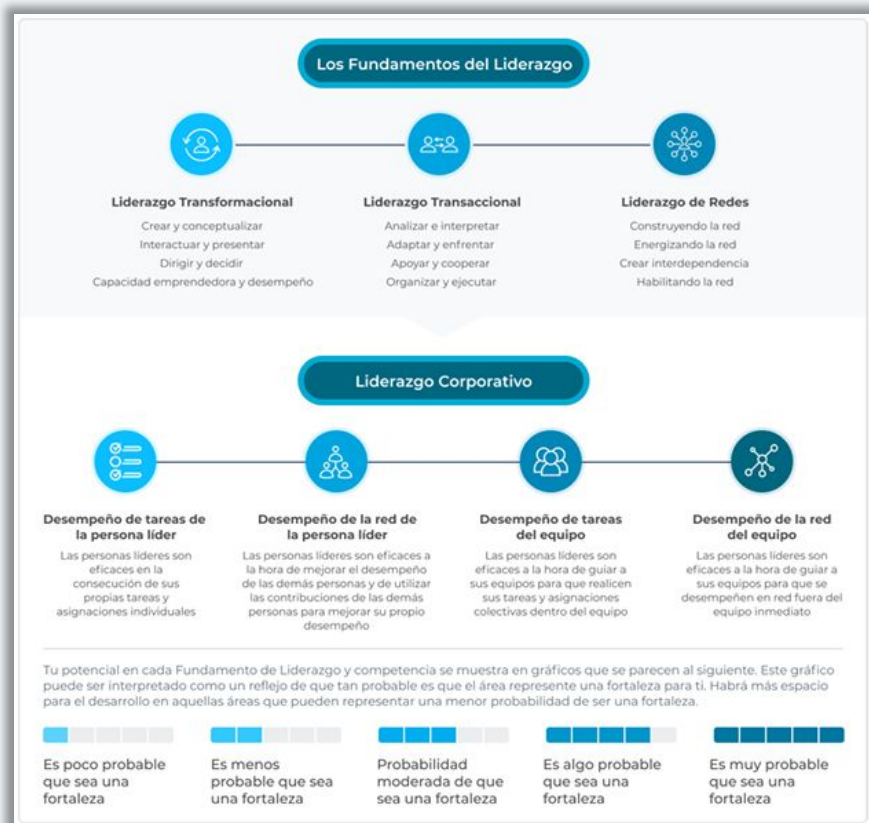 Los Fundamentos del Liderazgo
Liderazgo Transformacional
Crear y conceptualizar
Interactuar y presentar
Dirigir y decidir
Capacidad emprendedora y desempeño
Liderazgo Transaccional
Analizar e interpretar
Adaptar y enfrentar
Apoyar y cooperar
Organizar y ejecutar
Liderazgo de Redes
Construyendo la red
Energizando la red
Crear interdependencia
Habilitando la red
Liderazgo Corporativo
Desempeño de tareas de
la persona líder
Las personas líderes son
eficaces en la
consecución de sus
propias tareas y
asignaciones individuales
Desempeño de la red de
la persona líder
Las personas líderes son eficaces a
la hora de mejorar el desempeño
de las demás personas y de utilizar
las contribuciones de las demás
personas para mejorar su propio
desempeño
Desempeño de tareas
del equipo
Las personas líderes son
eficaces a la hora de guiar a
sus equipos para que realicen
sus tareas y asignaciones
colectivas dentro del equipo
Desempeño de la red
del equipo
Las personas líderes son
eficaces a la hora de guiar a
sus equipos para que se
desempeñen en red fuera del
equipo inmediato
Tu potencial en cada Fundamento de Liderazgo y competencia se muestra en gráficos que se parecen al siguiente. Este gráfico
puede ser interpretado como un reflejo de que tan probable es que el área represente una fortaleza para ti. Habrá más espacio
para el desarrollo en aquellas áreas que pueden representar una menor probabilidad de ser una fortaleza.
Es poco probable
que sea una
fortaleza
Es menos
probable que sea
una fortaleza
Probabilidad
moderada de que
sea una fortaleza
Es algo probable
que sea una
fortaleza
Es muy probable
que sea una
fortaleza